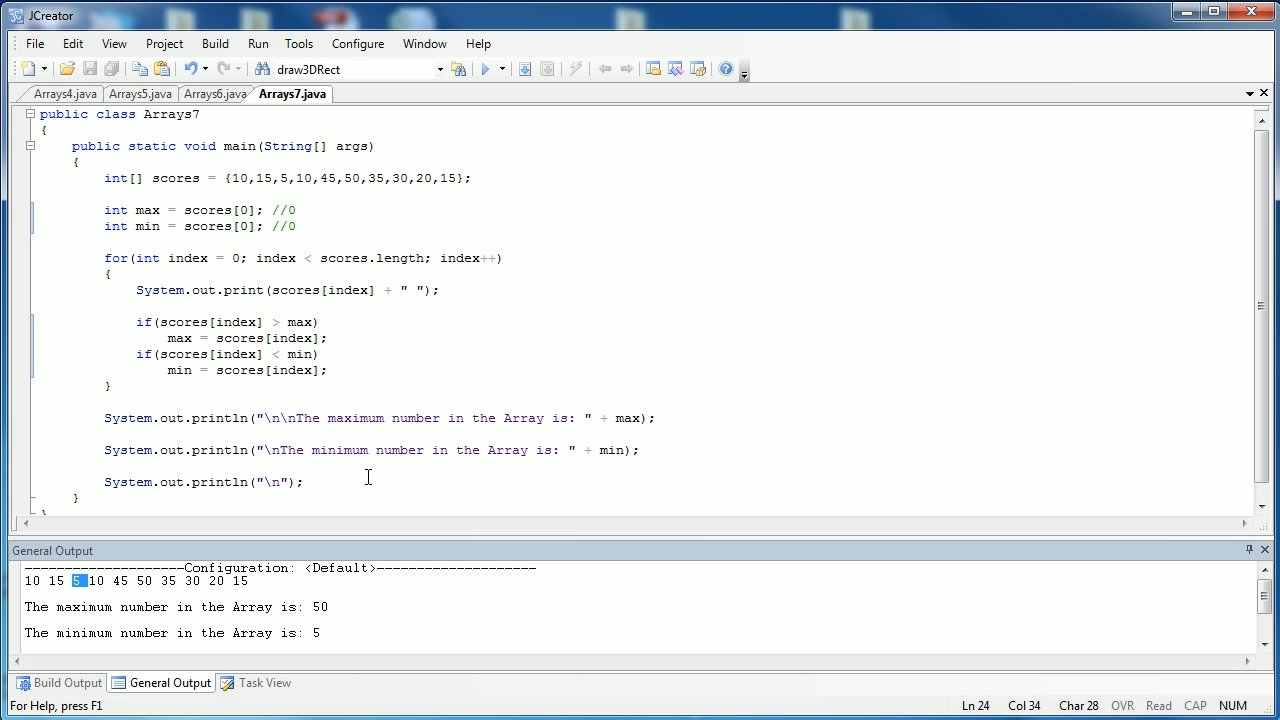 JCreator
File Edit View Project Build Run Tools Configure Window Help
draw3DRect
Arrays4.java Arrays5.java Arrays6.java Arrays7.java
public class Arrays7
{
public static void main(String[] args)
{
int[] scores = {10,15,5,10,45,50,35,30,20,15};
int max = scores[0]; //0
int min = scores[0]; //0
for(int index = 0; index < scores.length; index++)
{
System.out.print(scores[index] + " ");
if(scores[index] > max)
max = scores[index];
if(scores[index] < min)
min = scores[index];
}
System.out.println("\n\nThe maximum number in the Array is: " + max);
System.out.println("\nThe minimum number in the Array is: " + min);
System.out.println("\n");
}
}
General Output
--------------------Configuration: <Default>--------------------
10 15 5 10 45 50 35 30 20 15
The maximum number in the Array is: 50
The minimum number in the Array is: 5
Build Output General Output Task View
For Help, press F1 Ln 24 Col 34 Char 28 OVR Read CAP NUM